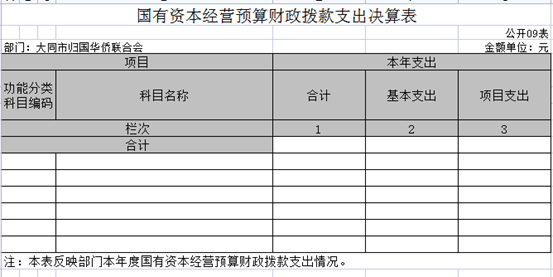 国有资本经营预算财政拨款支出决算表
公开09表
部门：大同市归国华侨联合会 金额单位：元
项目 本年支出
功能分类科目编码 科目名称 合计 基本支出 项目支出
栏次 1 2 3
合计
注：本表反映部门本年度国有资本经营预算财政拨款支出情况。